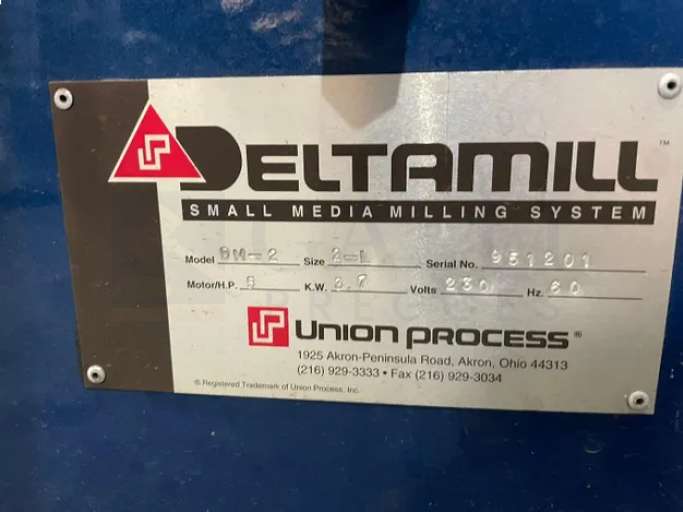 DELTAMILL™
SMALL MEDIA MILLING SYSTEM
Model DM-2 Size 2-L Serial No. 951201
Motor/H.P. 5 K.W. 3.7 Volts 230 Hz. 60
UNION PROCESS®
1925 Akron-Peninsula Road, Akron, Ohio 44313
(216) 929-3333 • Fax (216) 929-3034
® Registered Trademark of Union Process, Inc.